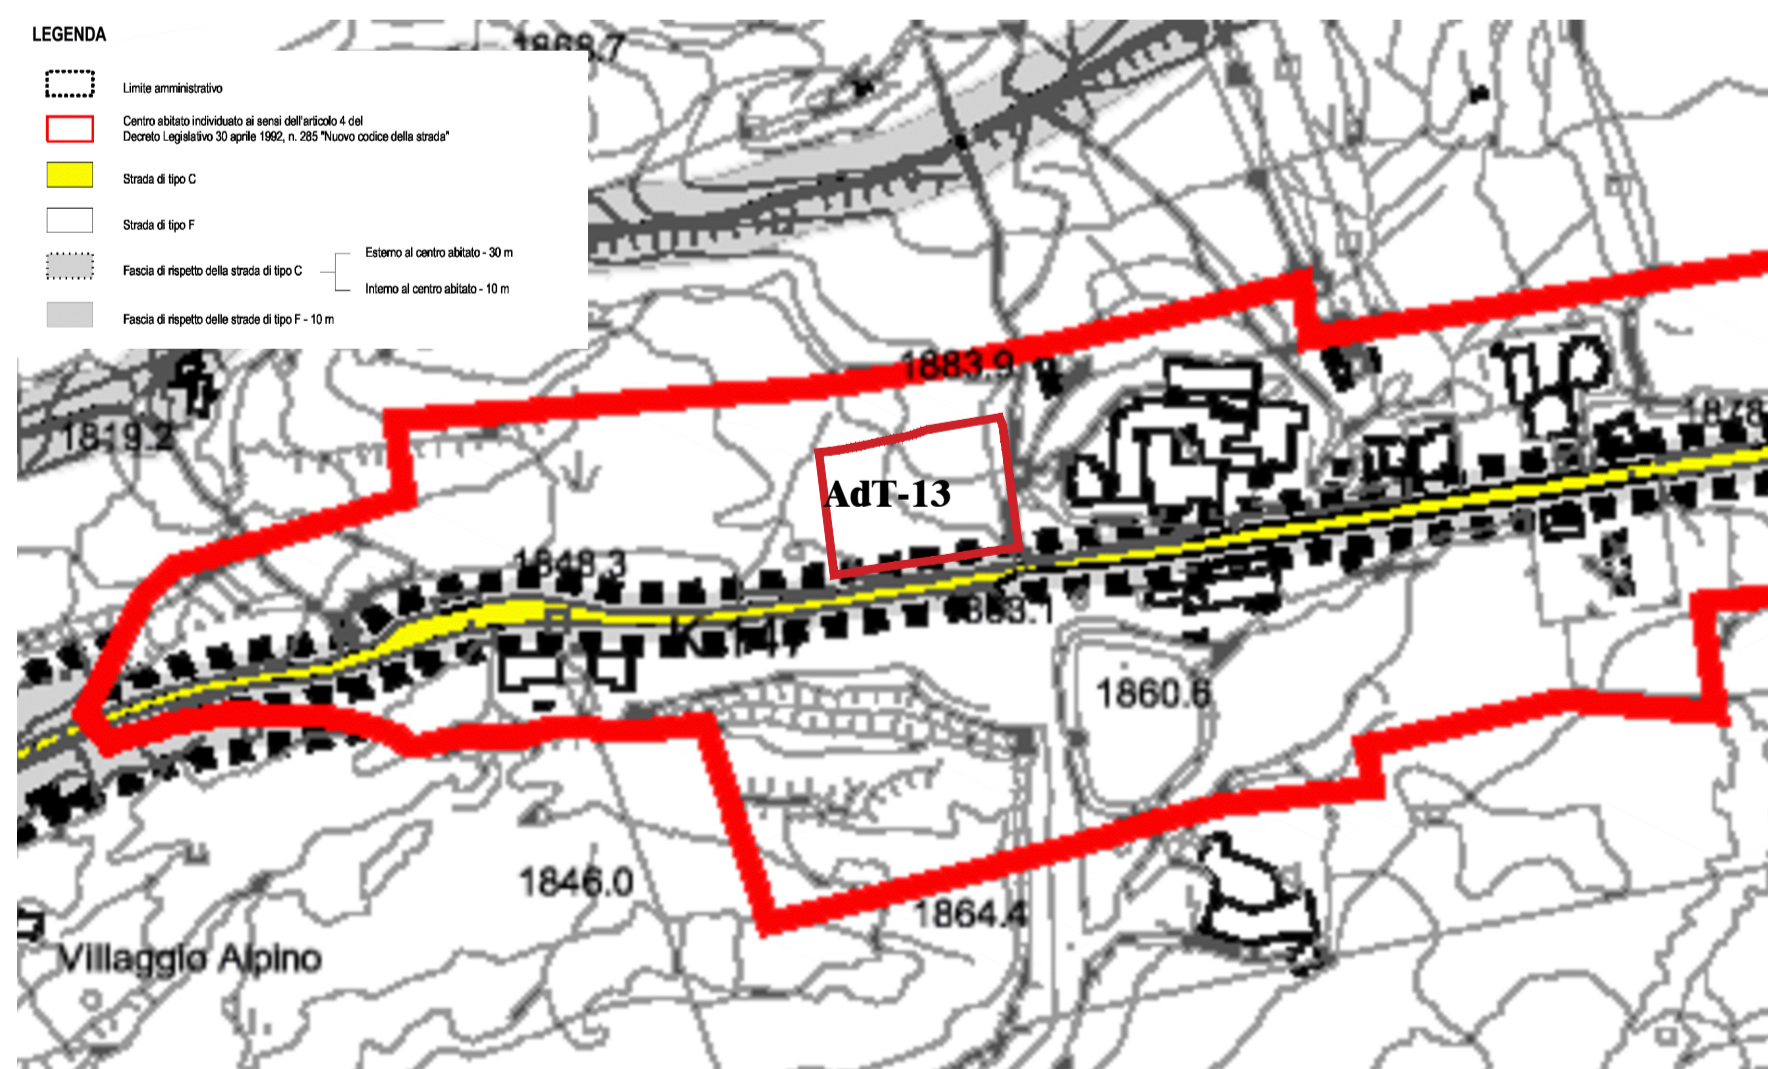 LEGENDA
Limite amministrativo
Centro abitato individuato ai sensi dell'articolo 4 del
Decreto Legislativo 30 aprile 1992, n. 285 "Nuovo codice della strada"
Strada di tipo C
Strada di tipo F
Fascia di rispetto della strada di tipo C
Esterno al centro abitato - 30 m
Interno al centro abitato - 10 m
Fascia di rispetto delle strade di tipo F - 10 m
1868.7
1883.9
1819.2
1878
AdT-13
1848.3
1860.6
1846.0
1864.4
Villaggio Alpino